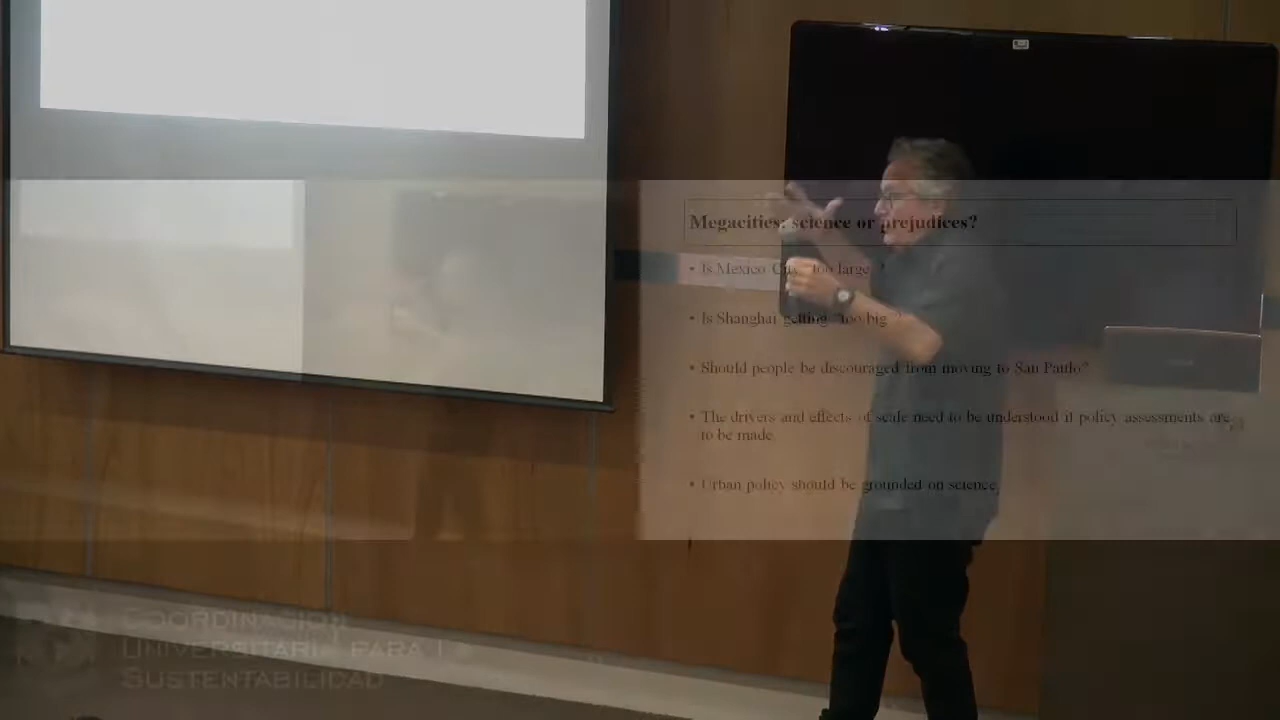 Megacities: science or prejudices?
• Is Mexico City "too large"?
• Is Shanghai getting "too big"?
• Should people be discouraged from moving to San Paulo?
• The drivers and effects of scale need to be understood if policy assessments are
to be made.
• Urban policy should be grounded on science.
COORDINACIÓN
UNIVERSITARIA PARA LA
SUSTENTABILIDAD